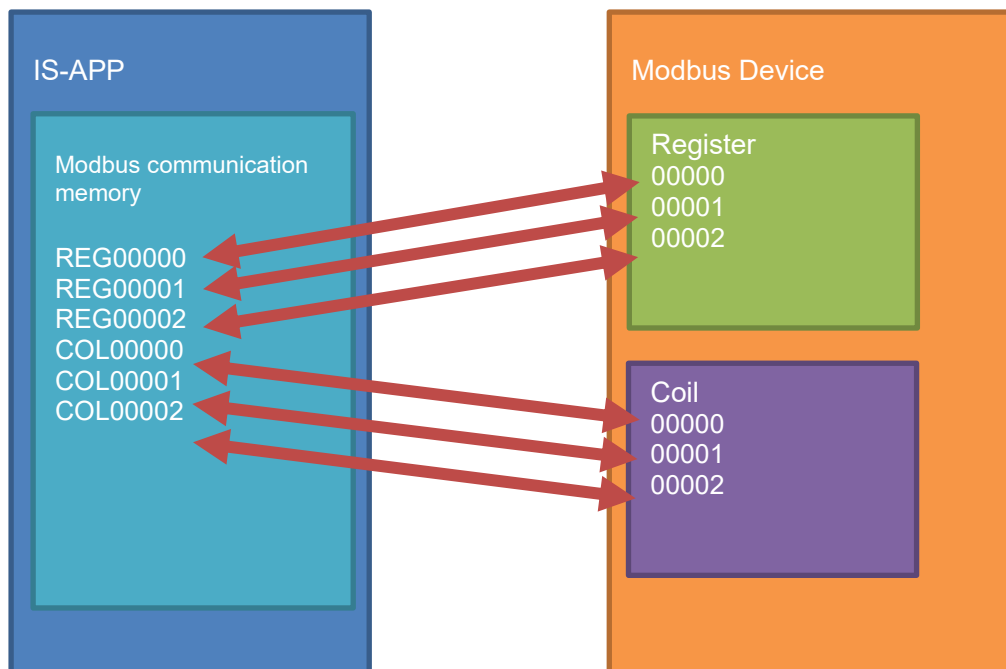 IS-APP
Modbus communication
memory
REG00000
REG00001
REG00002
COL00000
COL00001
COL00002
Modbus Device
Register
00000
00001
00002
Coil
00000
00001
00002